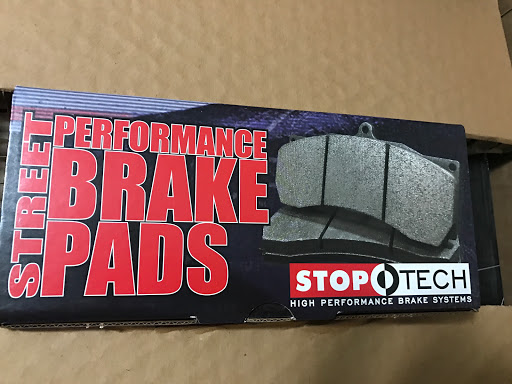 STREET
PERFORMANCE
BRAKE
PADS
STOPTECH
HIGH PERFORMANCE BRAKE SYSTEMS